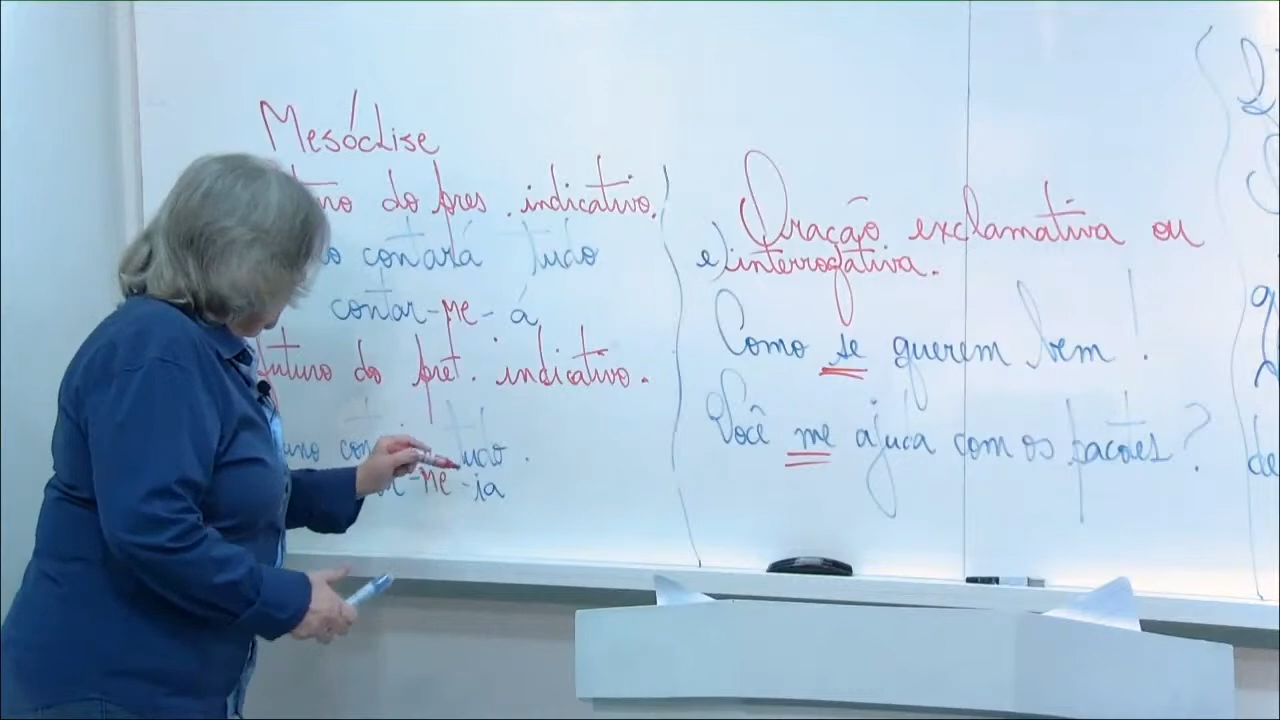 Mesóclise
do pres. indicativo.
contará tudo
contar-me-á
futuro do pret. indicativo.
tudo.
-me-ia
Oração exclamativa ou
e) interrogativa.
Como se querem bem!
Você me ajuda com os pacotes?